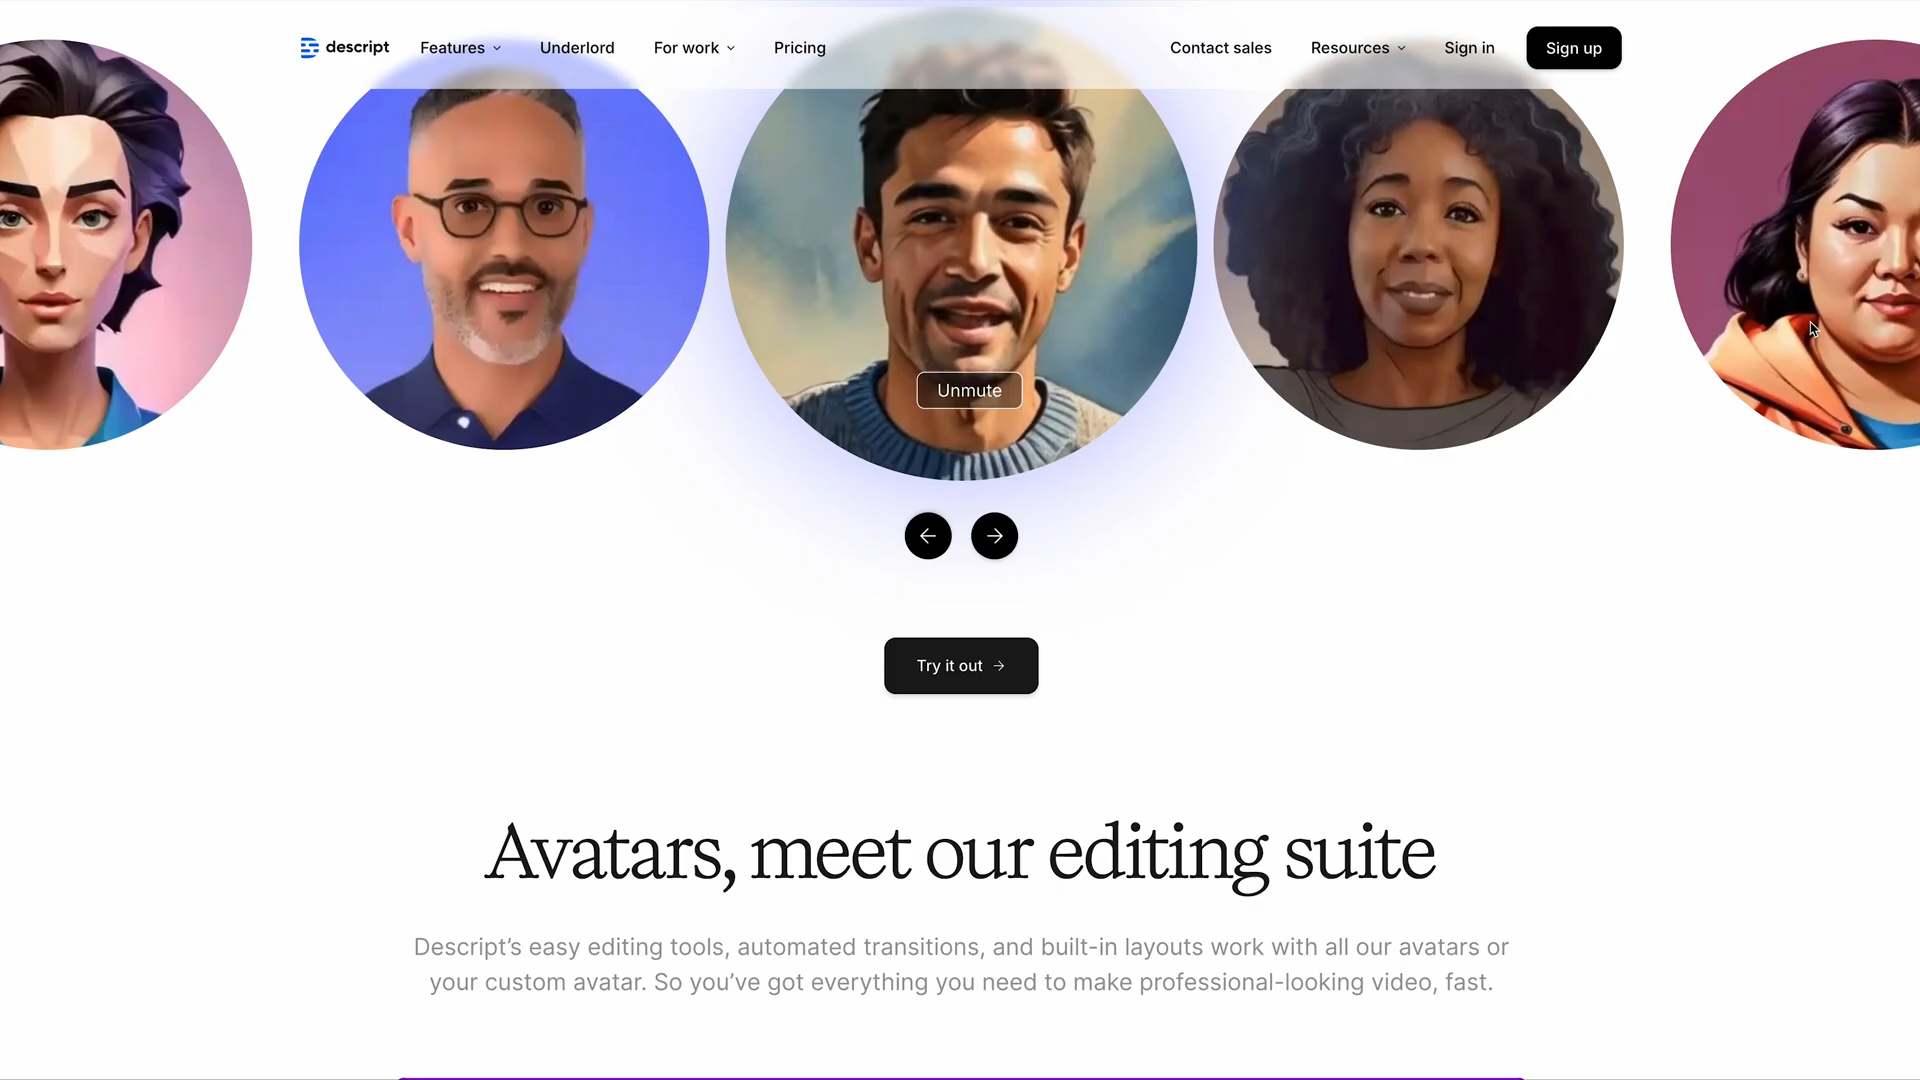 descript Features Underlord For work Pricing Contact sales Resources Sign in Sign up
Unmute
Try it out
Avatars, meet our editing suite
Descript’s easy editing tools, automated transitions, and built-in layouts work with all our avatars or
your custom avatar. So you’ve got everything you need to make professional-looking video, fast.